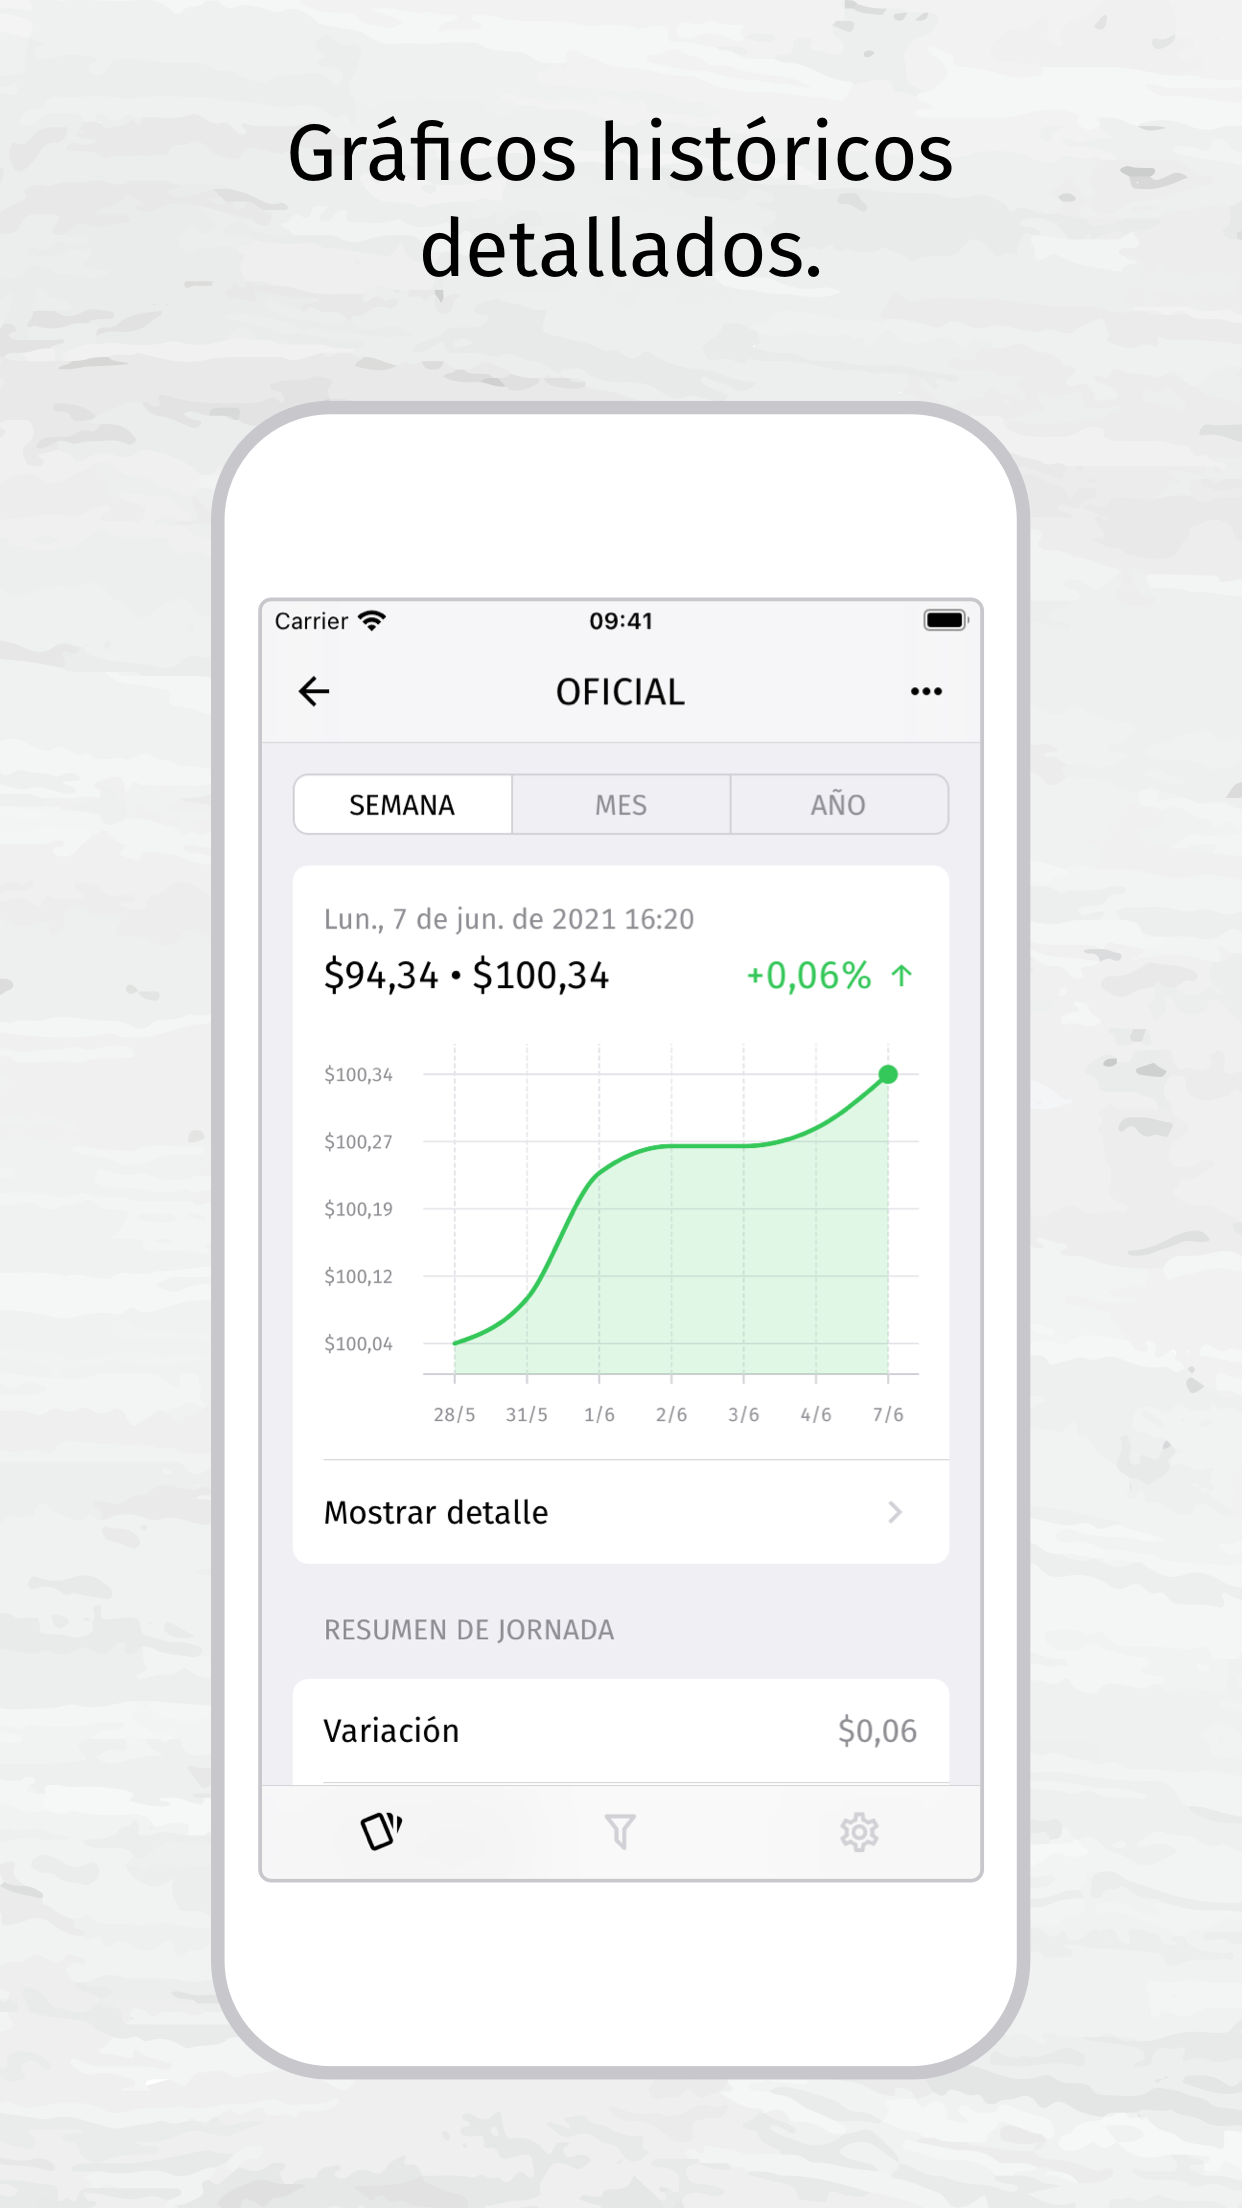 Gráficos históricos
detallados.
Carrier 09:41
OFICIAL
SEMANA MES AÑO
Lun., 7 de jun. de 2021 16:20
$94,34 • $100,34 +0,06% ↑
$100,34
$100,27
$100,19
$100,12
$100,04
28/5 31/5 1/6 2/6 3/6 4/6 7/6
Mostrar detalle
RESUMEN DE JORNADA
Variación $0,06